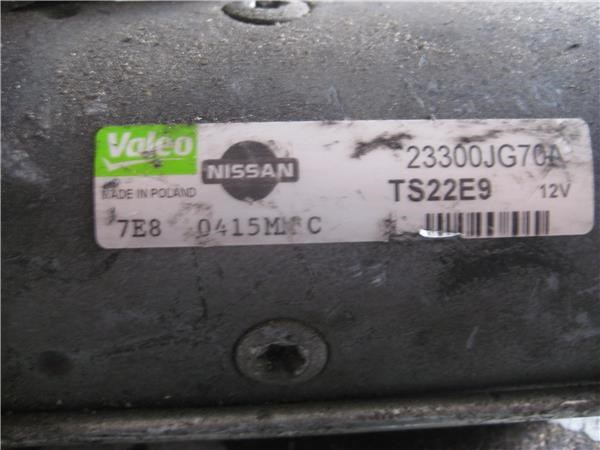 Valeo
NISSAN
23300JG70A
MADE IN POLAND
TS22E9 12V
7E8